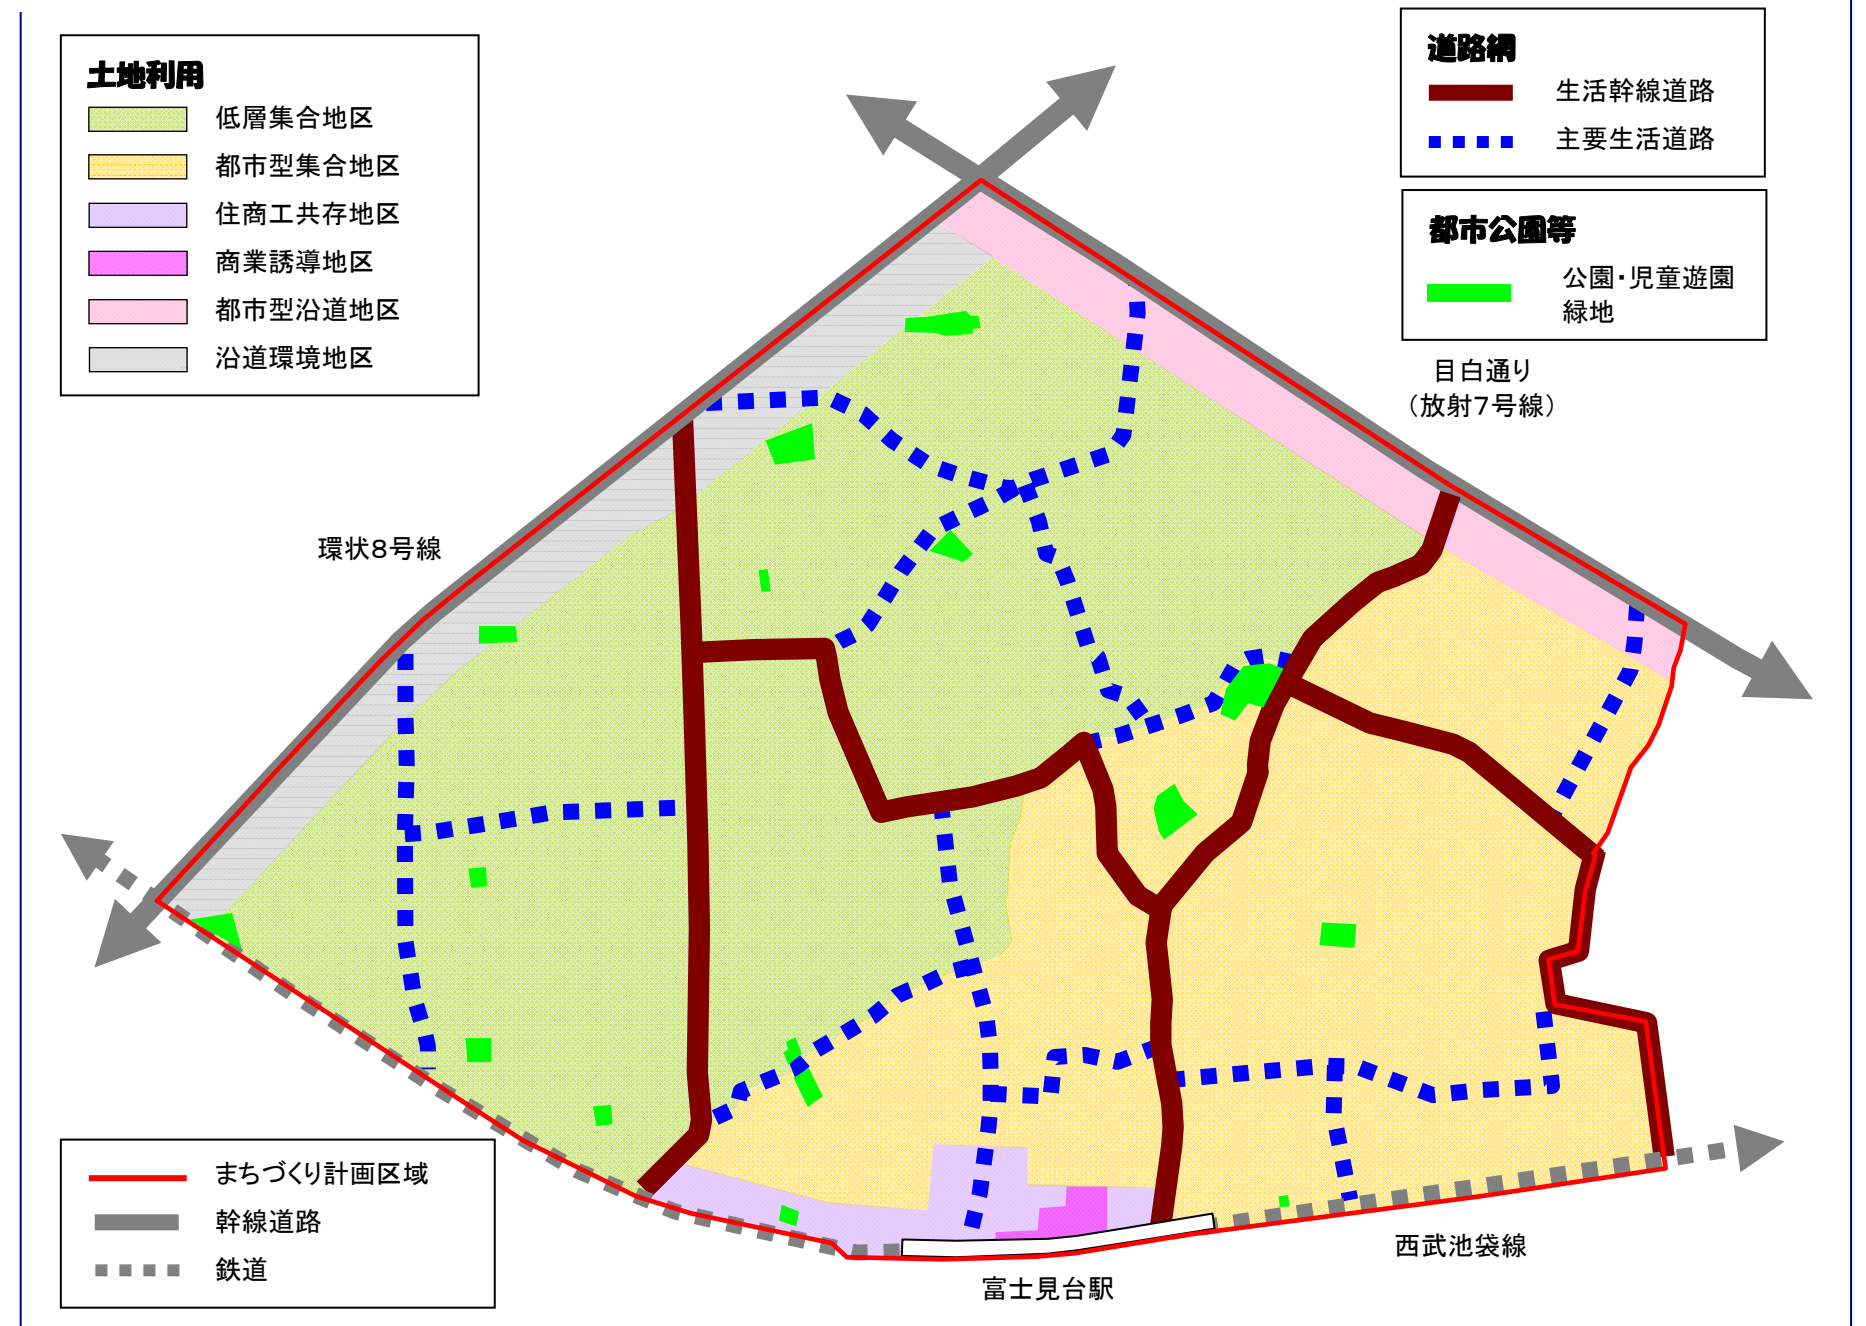 土地利用
低層集合地区
都市型集合地区
住商工共存地区
商業誘導地区
都市型沿道地区
沿道環境地区
道路網
生活幹線道路
主要生活道路
都市公園等
公園・児童遊園
緑地
目白通り
（放射7号線）
環状8号線
まちづくり計画区域
幹線道路
鉄道
西武池袋線
富士見台駅